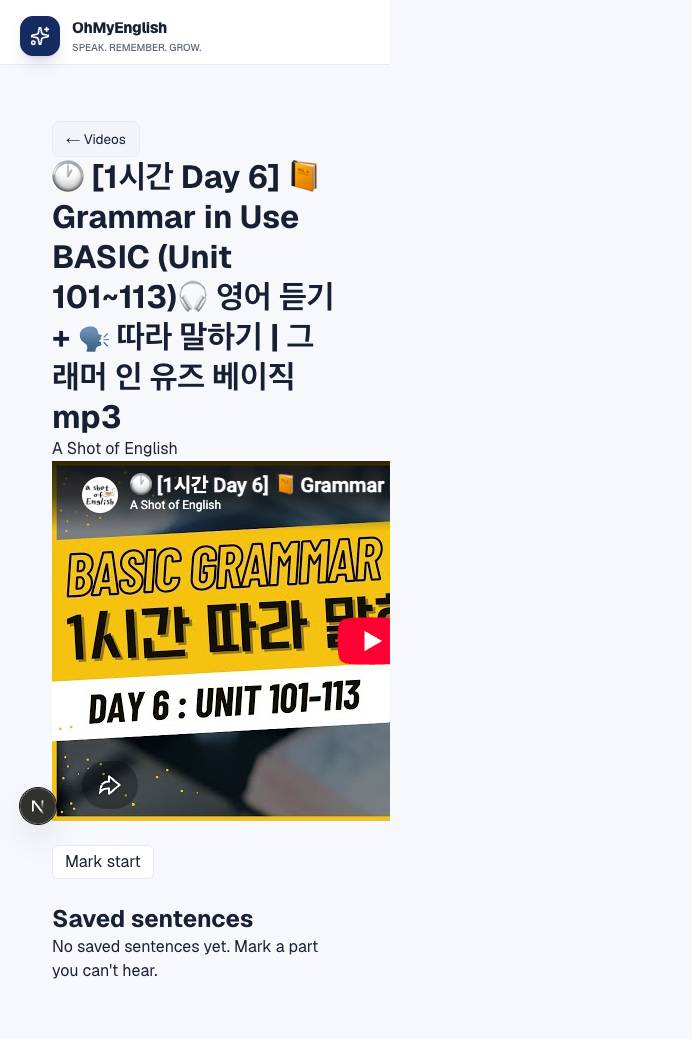 OhMyEnglish
SPEAK. REMEMBER. GROW.
← Videos
🕐 [1시간 Day 6] 📙
Grammar in Use
BASIC (Unit
101~113)🎧 영어 듣기
+ 🗣️ 따라 말하기 | 그
래머 인 유즈 베이직
mp3
A Shot of English
a shot
of
English
🕐 [1시간 Day 6] 📙 Grammar
A Shot of English
BASIC GRAMMAR
1시간 따라
DAY 6 : UNIT 101-113
N
Mark start
Saved sentences
No saved sentences yet. Mark a part
you can't hear.